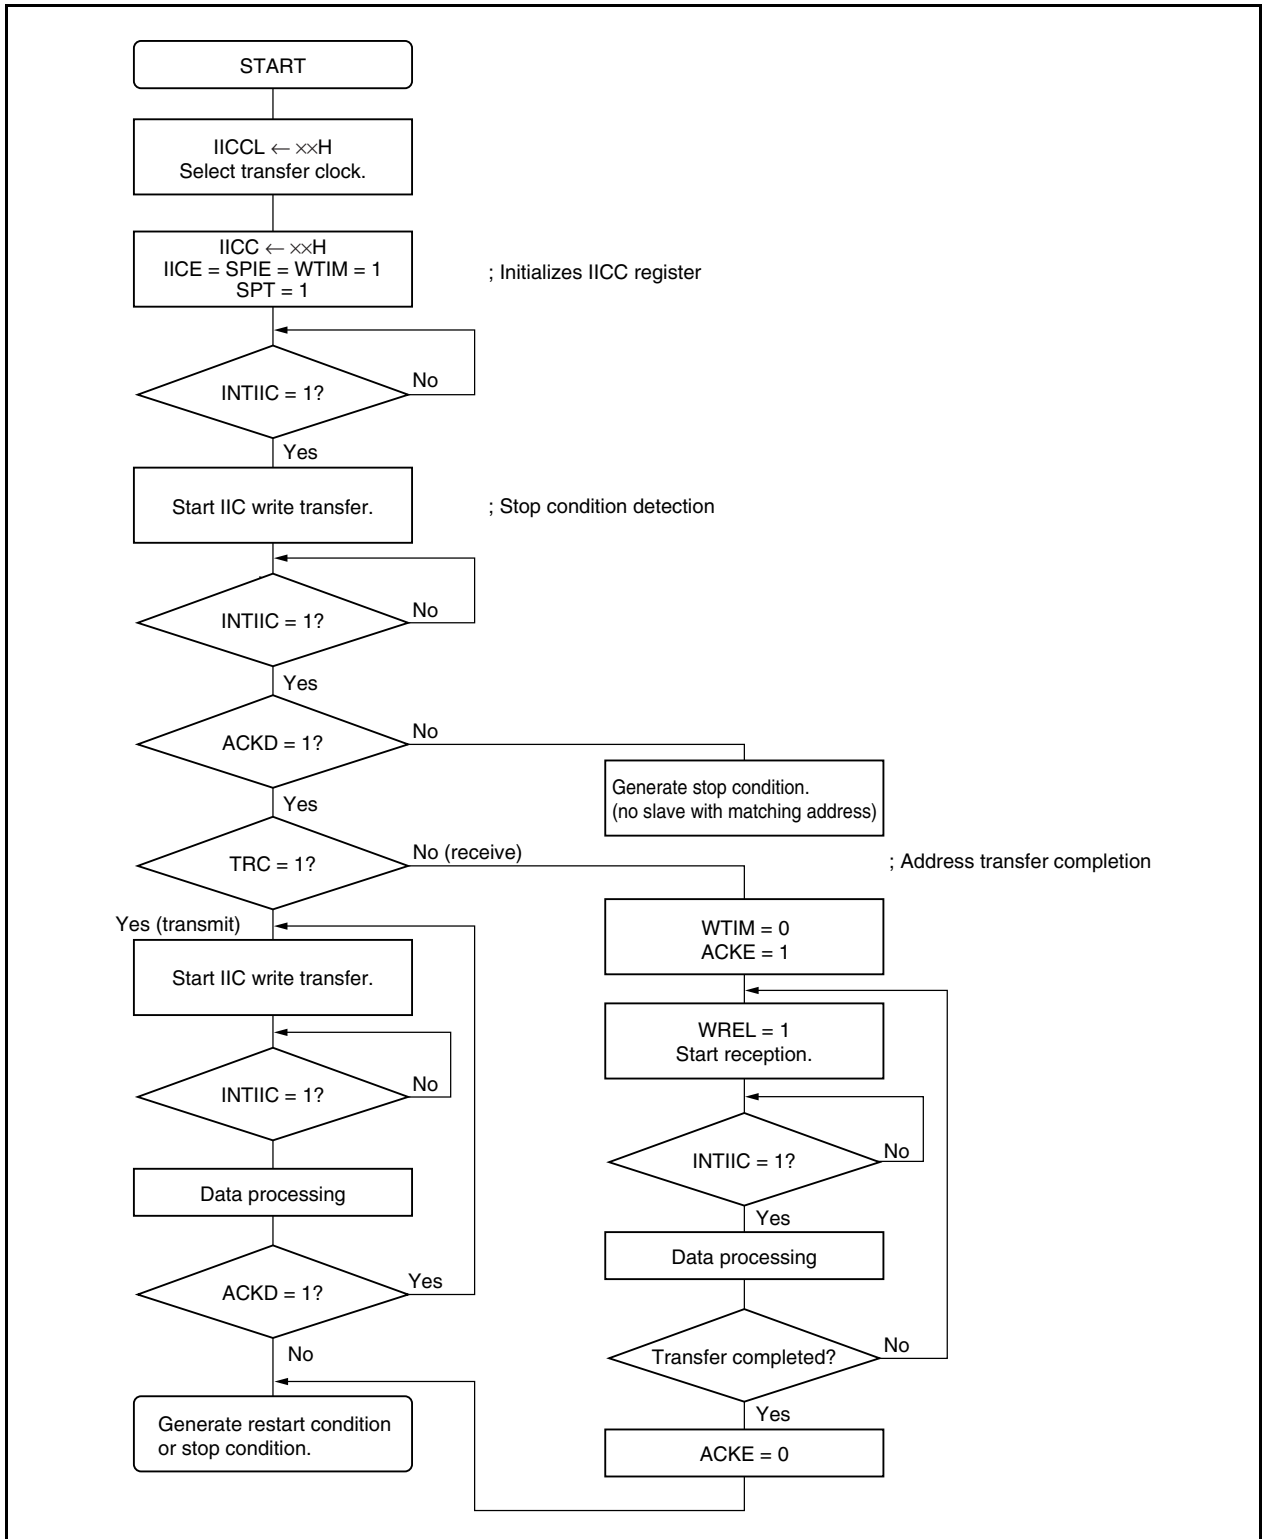 START
IICCL ← ××H
Select transfer clock.
IICC ← ××H
IICE = SPIE = WTIM = 1
SPT = 1
; Initializes IICC register
INTIIC = 1?
No
Yes
Start IIC write transfer.
; Stop condition detection
INTIIC = 1?
No
Yes
ACKD = 1?
No
Generate stop condition.
(no slave with matching address)
Yes
TRC = 1?
No (receive)
; Address transfer completion
Yes (transmit)
WTIM = 0
ACKE = 1
Start IIC write transfer.
WREL = 1
Start reception.
INTIIC = 1?
No
INTIIC = 1?
No
Yes
Data processing
Data processing
ACKD = 1?
Yes
No
Transfer completed?
No
Yes
Generate restart condition
or stop condition.
ACKE = 0